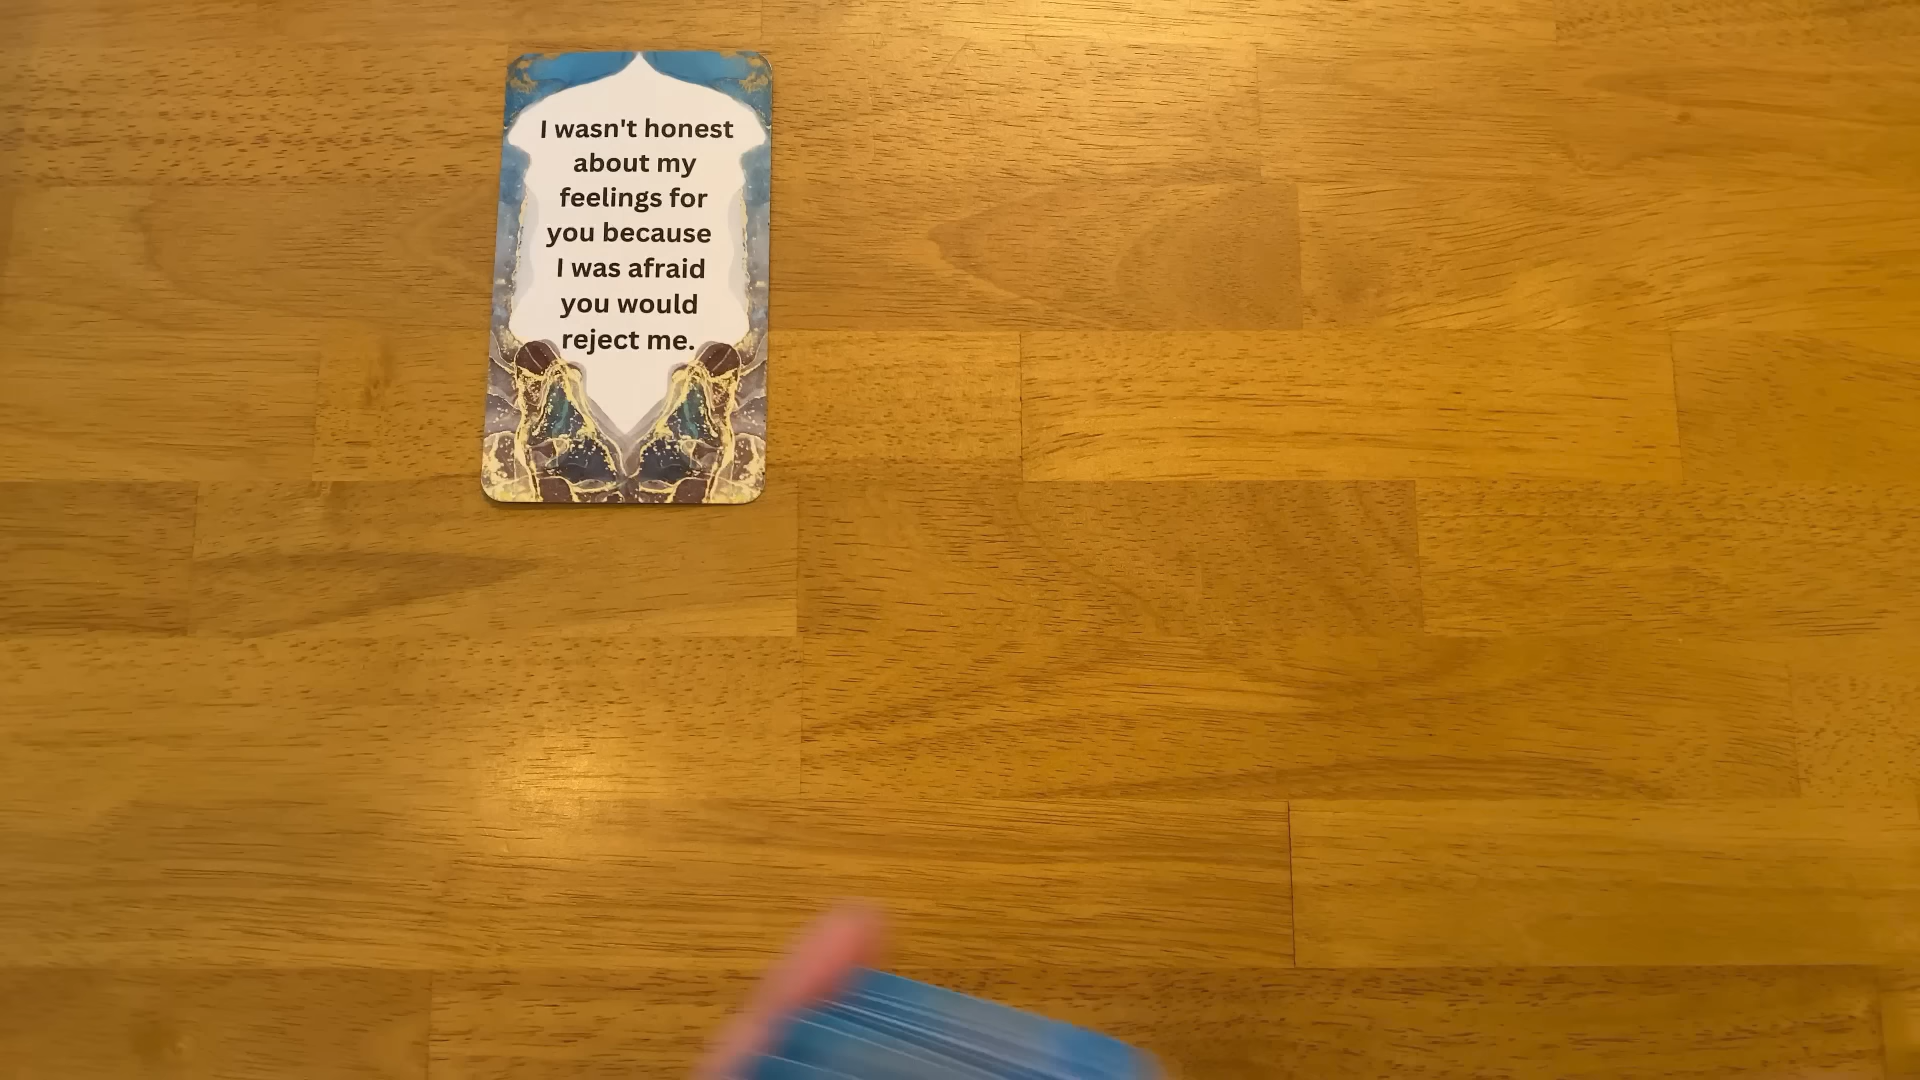 I wasn't honest
about my
feelings for
you because
I was afraid
you would
reject me.